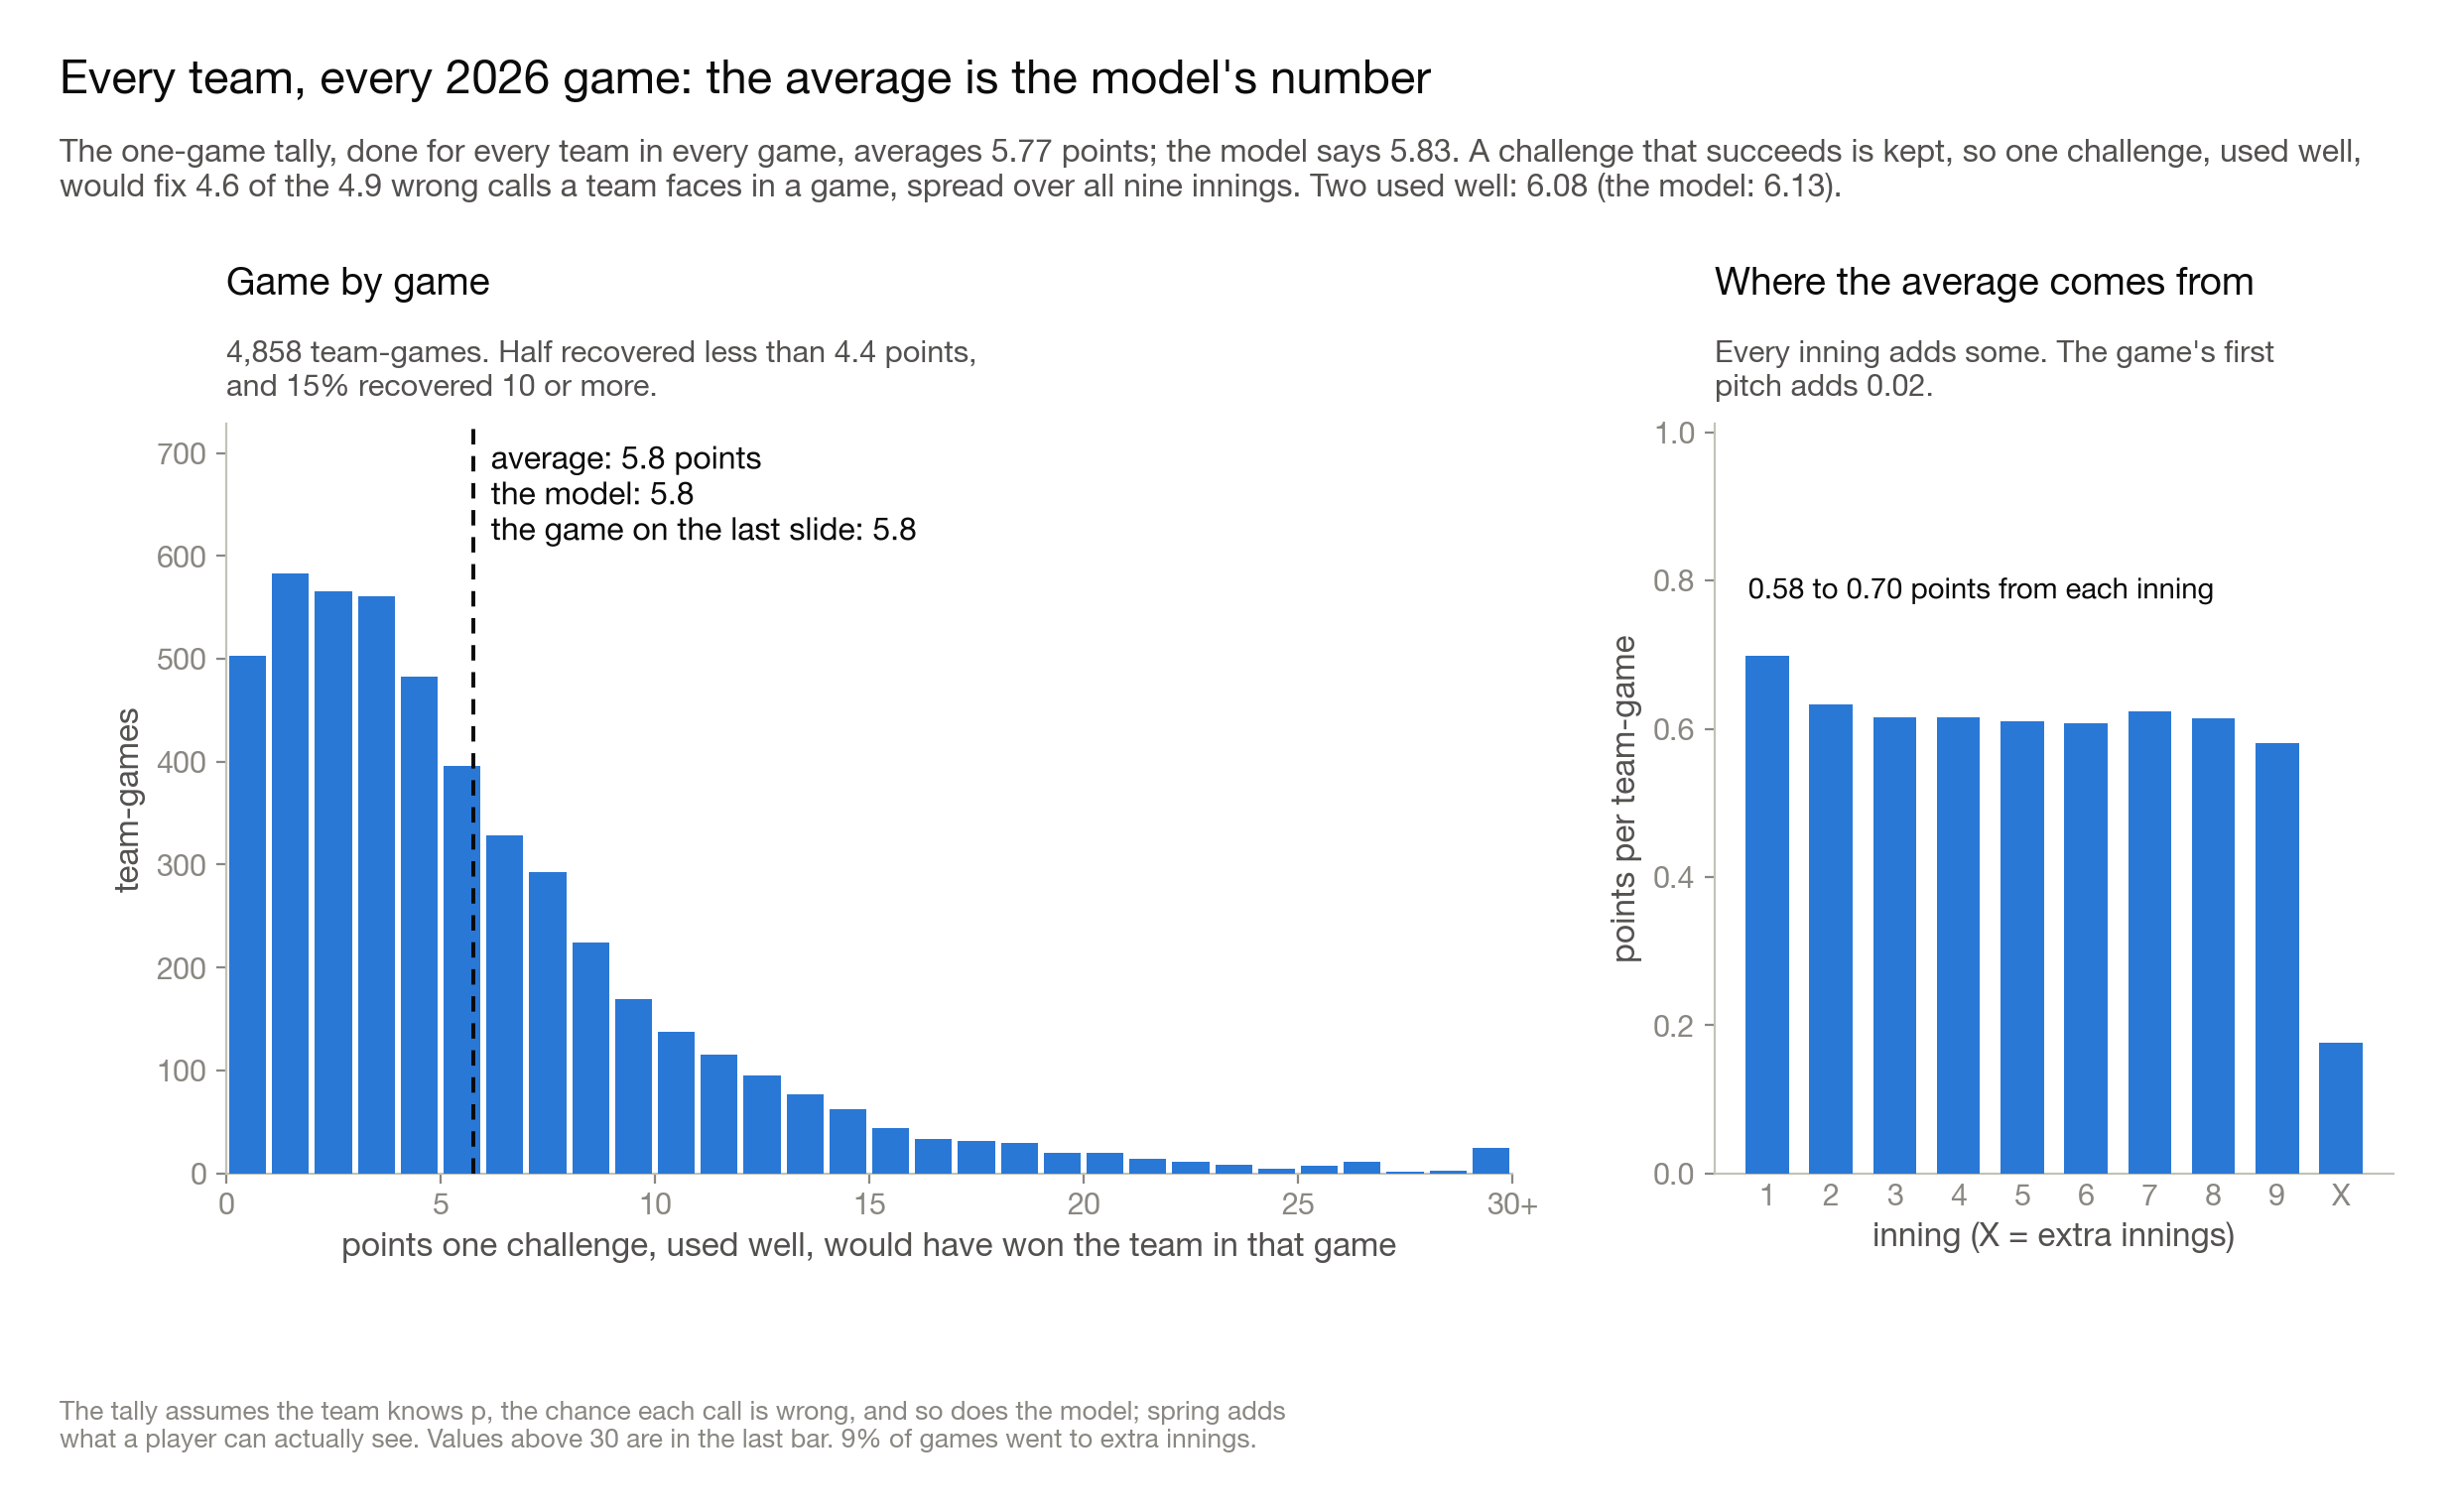 Every team, every 2026 game: the average is the model's number
The one-game tally, done for every team in every game, averages 5.77 points; the model says 5.83. A challenge that succeeds is kept, so one challenge, used well,
would fix 4.6 of the 4.9 wrong calls a team faces in a game, spread over all nine innings. Two used well: 6.08 (the model: 6.13).
Game by game
4,858 team-games. Half recovered less than 4.4 points,
and 15% recovered 10 or more.
700
600
500
400
300
200
100
0
team-games
average: 5.8 points
the model: 5.8
the game on the last slide: 5.8
0 5 10 15 20 25 30+
points one challenge, used well, would have won the team in that game
Where the average comes from
Every inning adds some. The game's first
pitch adds 0.02.
1.0
0.8
0.6
0.4
0.2
0.0
points per team-game
0.58 to 0.70 points from each inning
1 2 3 4 5 6 7 8 9 X
inning (X = extra innings)
The tally assumes the team knows p, the chance each call is wrong, and so does the model; spring adds
what a player can actually see. Values above 30 are in the last bar. 9% of games went to extra innings.